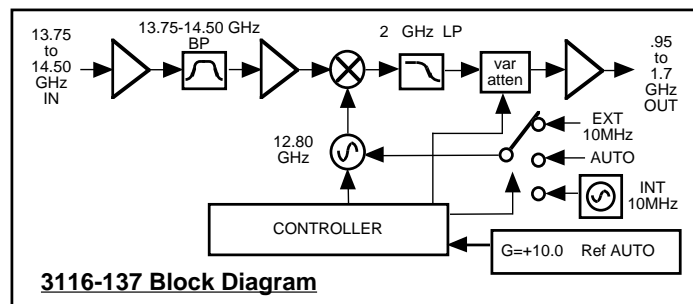 13.75
to
14.50
GHz
IN
13.75-14.50 GHz
BP
2 GHz LP
var
atten
.95
to
1.7
GHz
OUT
12.80
GHz
EXT
10MHz
AUTO
INT
10MHz
CONTROLLER
G=+10.0 Ref AUTO
3116-137 Block Diagram